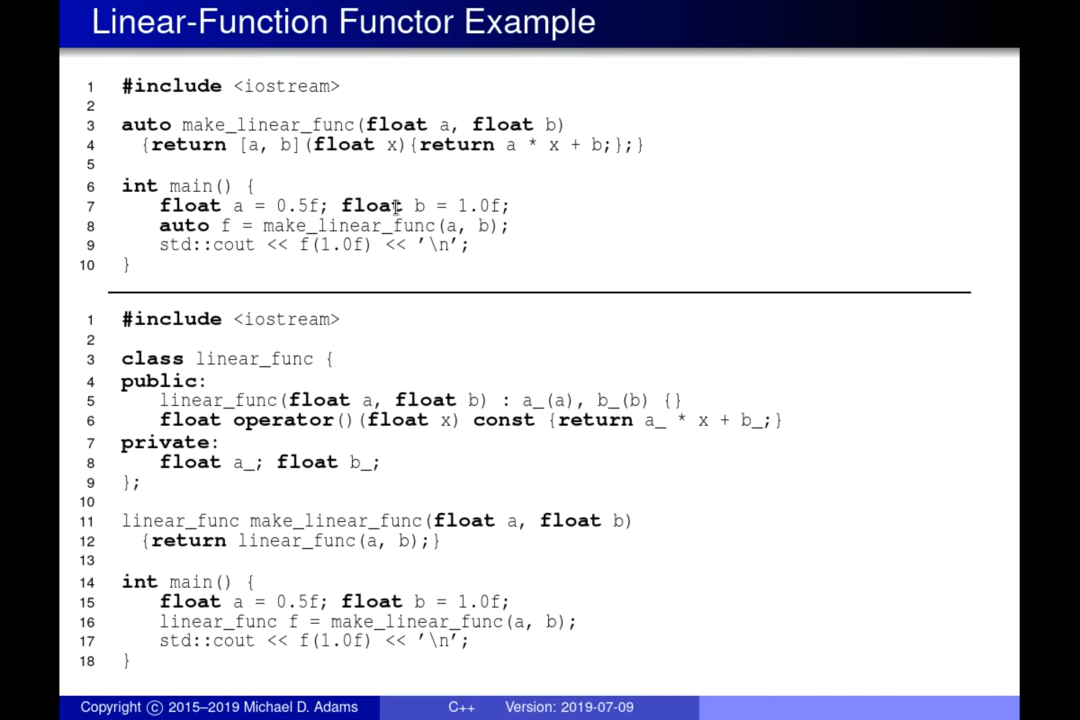 Linear-Function Functor Example
1 #include <iostream>
2
3 auto make_linear_func(float a, float b)
4 {return [a, b](float x){return a * x + b;};}
5
6 int main() {
7 float a = 0.5f; float b = 1.0f;
8 auto f = make_linear_func(a, b);
9 std::cout << f(1.0f) << '\n';
10 }
1 #include <iostream>
2
3 class linear_func {
4 public:
5 linear_func(float a, float b) : a_(a), b_(b) {}
6 float operator()(float x) const {return a_ * x + b_;}
7 private:
8 float a_; float b_;
9 };
10
11 linear_func make_linear_func(float a, float b)
12 {return linear_func(a, b);}
13
14 int main() {
15 float a = 0.5f; float b = 1.0f;
16 linear_func f = make_linear_func(a, b);
17 std::cout << f(1.0f) << '\n';
18 }
Copyright © 2015–2019 Michael D. Adams C++ Version: 2019-07-09